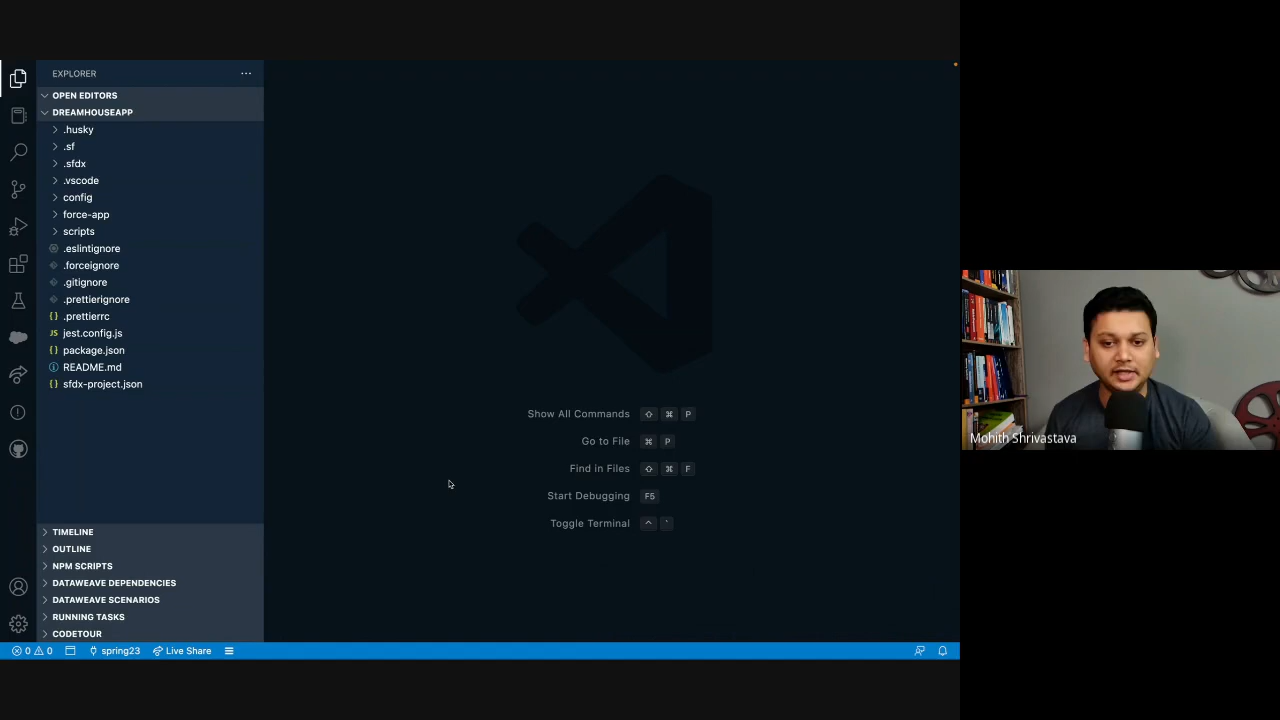 EXPLORER
OPEN EDITORS
DREAMHOUSEAPP
.husky
.sf
.sfdx
.vscode
config
force-app
scripts
.eslintignore
.forceignore
.gitignore
.prettierignore
.prettierrc
JS jest.config.js
package.json
README.md
sfdx-project.json
TIMELINE
OUTLINE
NPM SCRIPTS
DATAWEAVE DEPENDENCIES
DATAWEAVE SCENARIOS
RUNNING TASKS
CODETOUR
Show All Commands ⇧ ⌘ P
Go to File ⌘ P
Find in Files ⇧ ⌘ F
Start Debugging F5
Toggle Terminal ^ `
0 0 spring23 Live Share
Mohith Shrivastava